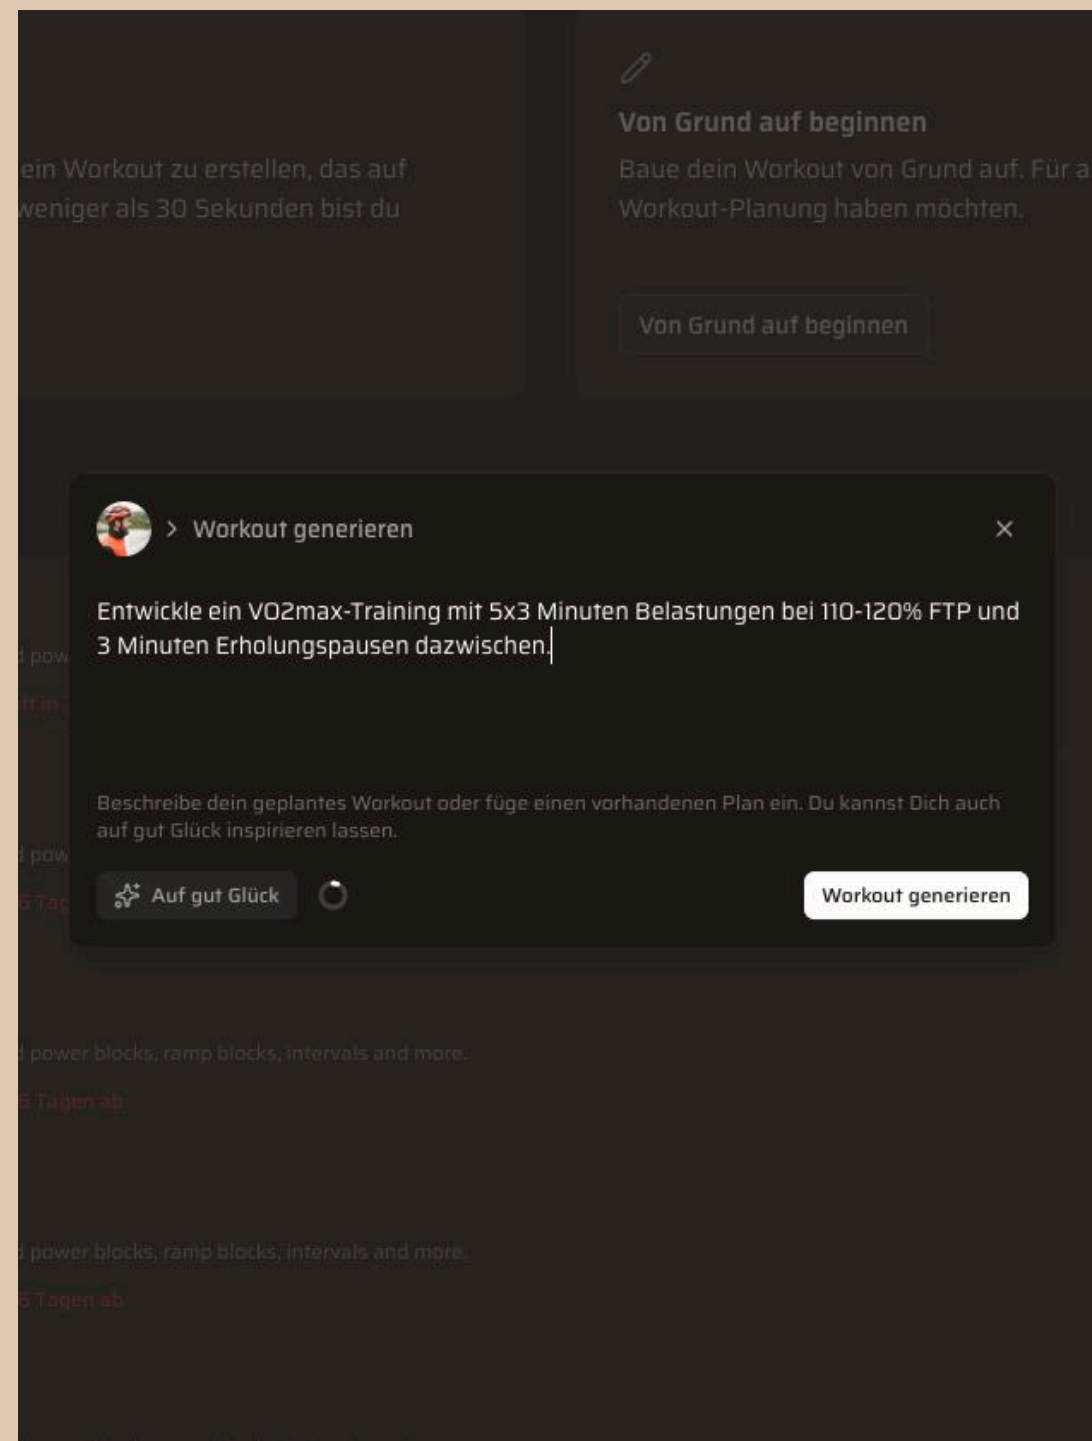 Von Grund auf beginnen
ein Workout zu erstellen, das auf
weniger als 30 Sekunden bist du
Baue dein Workout von Grund auf. Für
Workout-Planung haben möchten.
Von Grund auf beginnen
Workout generieren
Entwickle ein VO2max-Training mit 5x3 Minuten Belastungen bei 110-120% FTP und
3 Minuten Erholungspausen dazwischen.
Beschreibe dein geplantes Workout oder füge einen vorhandenen Plan ein. Du kannst Dich auch
auf gut Glück inspirieren lassen.
Auf gut Glück
Workout generieren
power blocks, ramp blocks, intervals and more.
6 Tagen ab
power blocks, ramp blocks, intervals and more.
6 Tagen ab